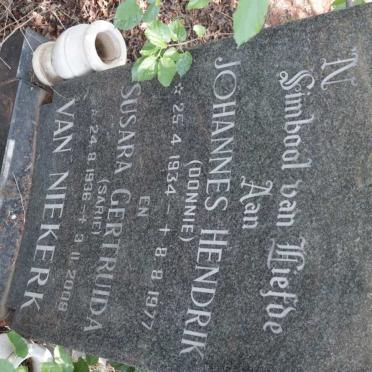 'N
Simbool van Liefde
Aan
JOHANNES HENDRIK
(DONNIE)
* 25.4.1934 – + 8.8.1977
EN
SUSARA GERTRUIDA
(SARIE)
* 24.8.1936 – + 3.11.2008
VAN NIEKERK